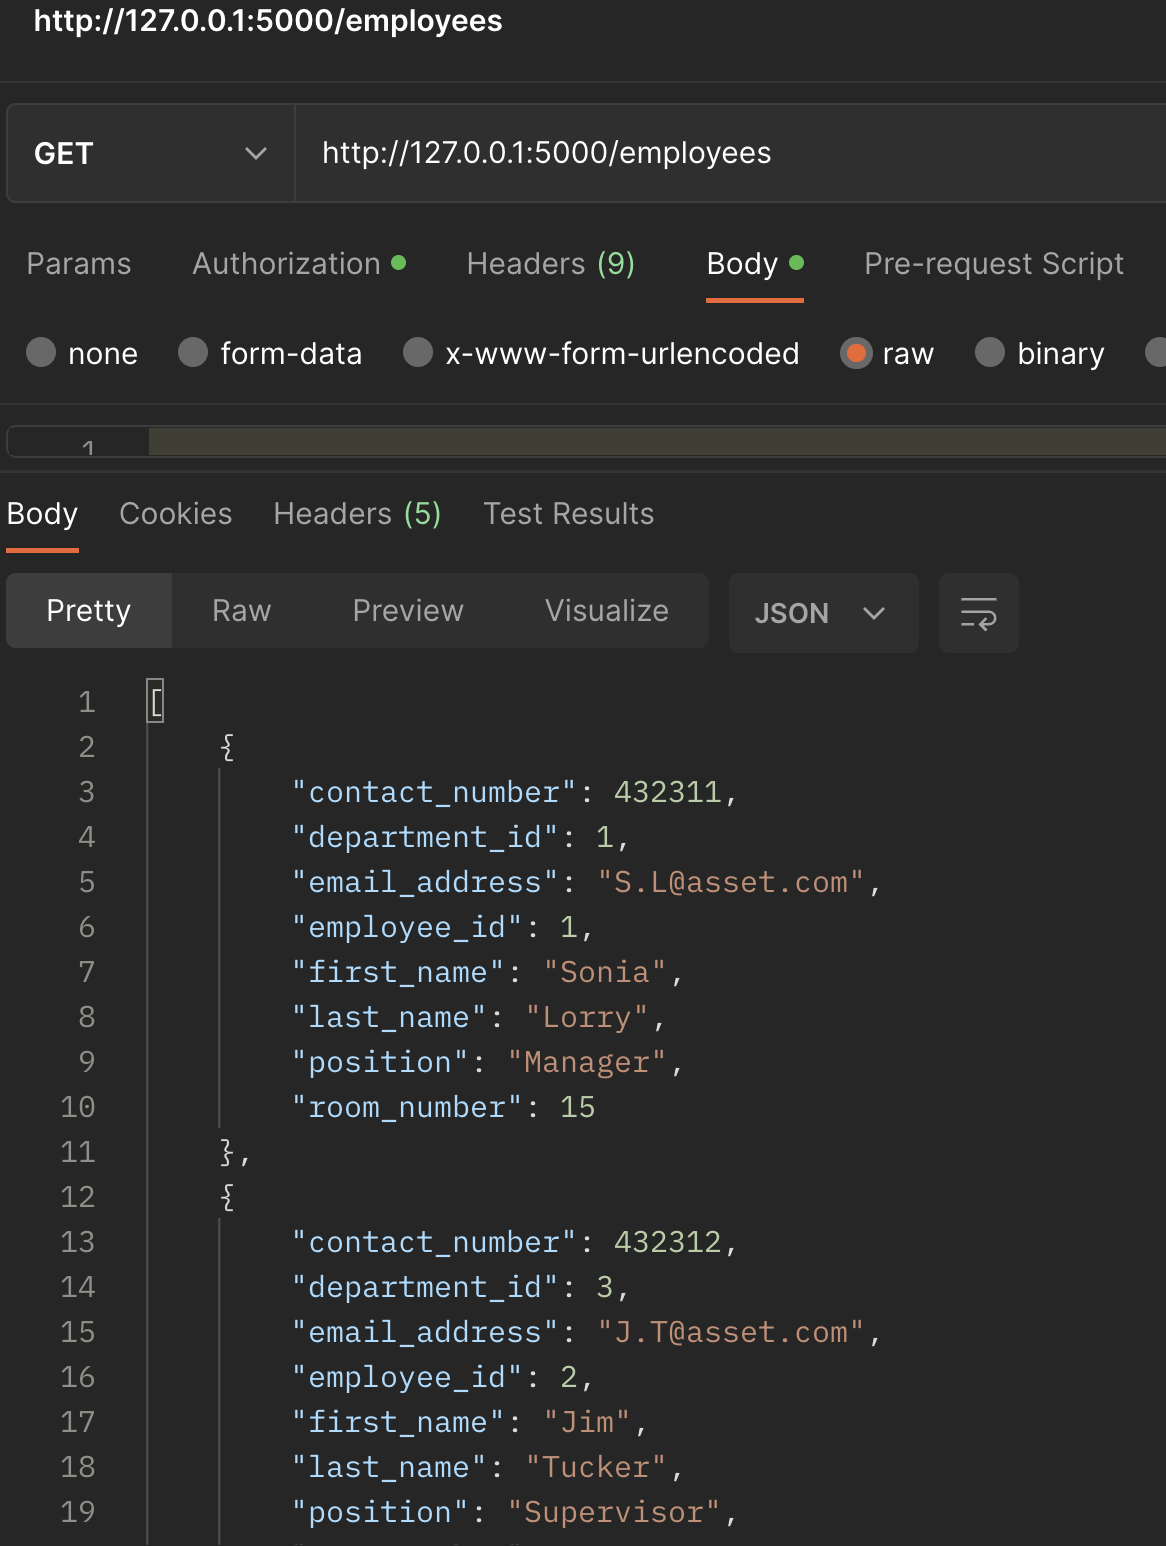 http://127.0.0.1:5000/employees
GET http://127.0.0.1:5000/employees
Params Authorization Headers (9) Body Pre-request Script
none form-data x-www-form-urlencoded raw binary
1
Body Cookies Headers (5) Test Results
Pretty Raw Preview Visualize JSON
1 [
2 {
3 "contact_number": 432311,
4 "department_id": 1,
5 "email_address": "S.L@asset.com",
6 "employee_id": 1,
7 "first_name": "Sonia",
8 "last_name": "Lorry",
9 "position": "Manager",
10 "room_number": 15
11 },
12 {
13 "contact_number": 432312,
14 "department_id": 3,
15 "email_address": "J.T@asset.com",
16 "employee_id": 2,
17 "first_name": "Jim",
18 "last_name": "Tucker",
19 "position": "Supervisor",